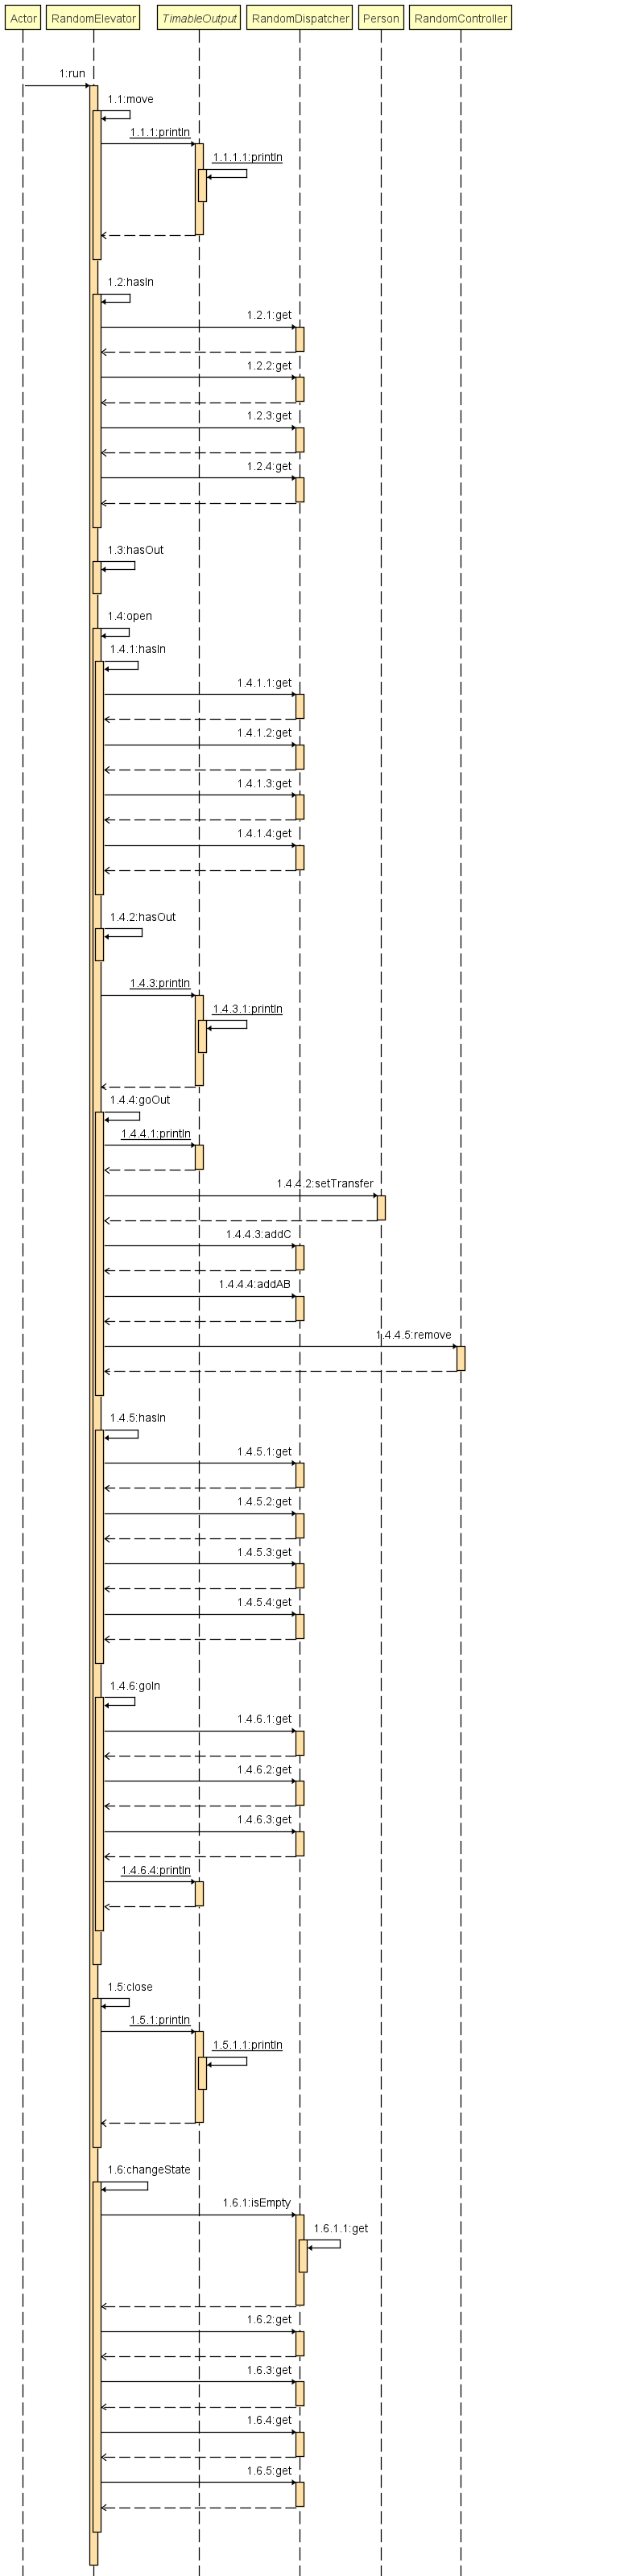 Actor
RandomElevator
TimableOutput
RandomDispatcher
Person
RandomController
1:run
1.1:move
1.1.1:println
1.1.1.1:println
1.2:hasIn
1.2.1:get
1.2.2:get
1.2.3:get
1.2.4:get
1.3:hasOut
1.4:open
1.4.1:hasIn
1.4.1.1:get
1.4.1.2:get
1.4.1.3:get
1.4.1.4:get
1.4.2:hasOut
1.4.3:println
1.4.3.1:println
1.4.4:goOut
1.4.4.1:println
1.4.4.2:setTransfer
1.4.4.3:addC
1.4.4.4:addAB
1.4.4.5:remove
1.4.5:hasIn
1.4.5.1:get
1.4.5.2:get
1.4.5.3:get
1.4.5.4:get
1.4.6:goIn
1.4.6.1:get
1.4.6.2:get
1.4.6.3:get
1.4.6.4:println
1.5:close
1.5.1:println
1.5.1.1:println
1.6:changeState
1.6.1:isEmpty
1.6.1.1:get
1.6.2:get
1.6.3:get
1.6.4:get
1.6.5:get